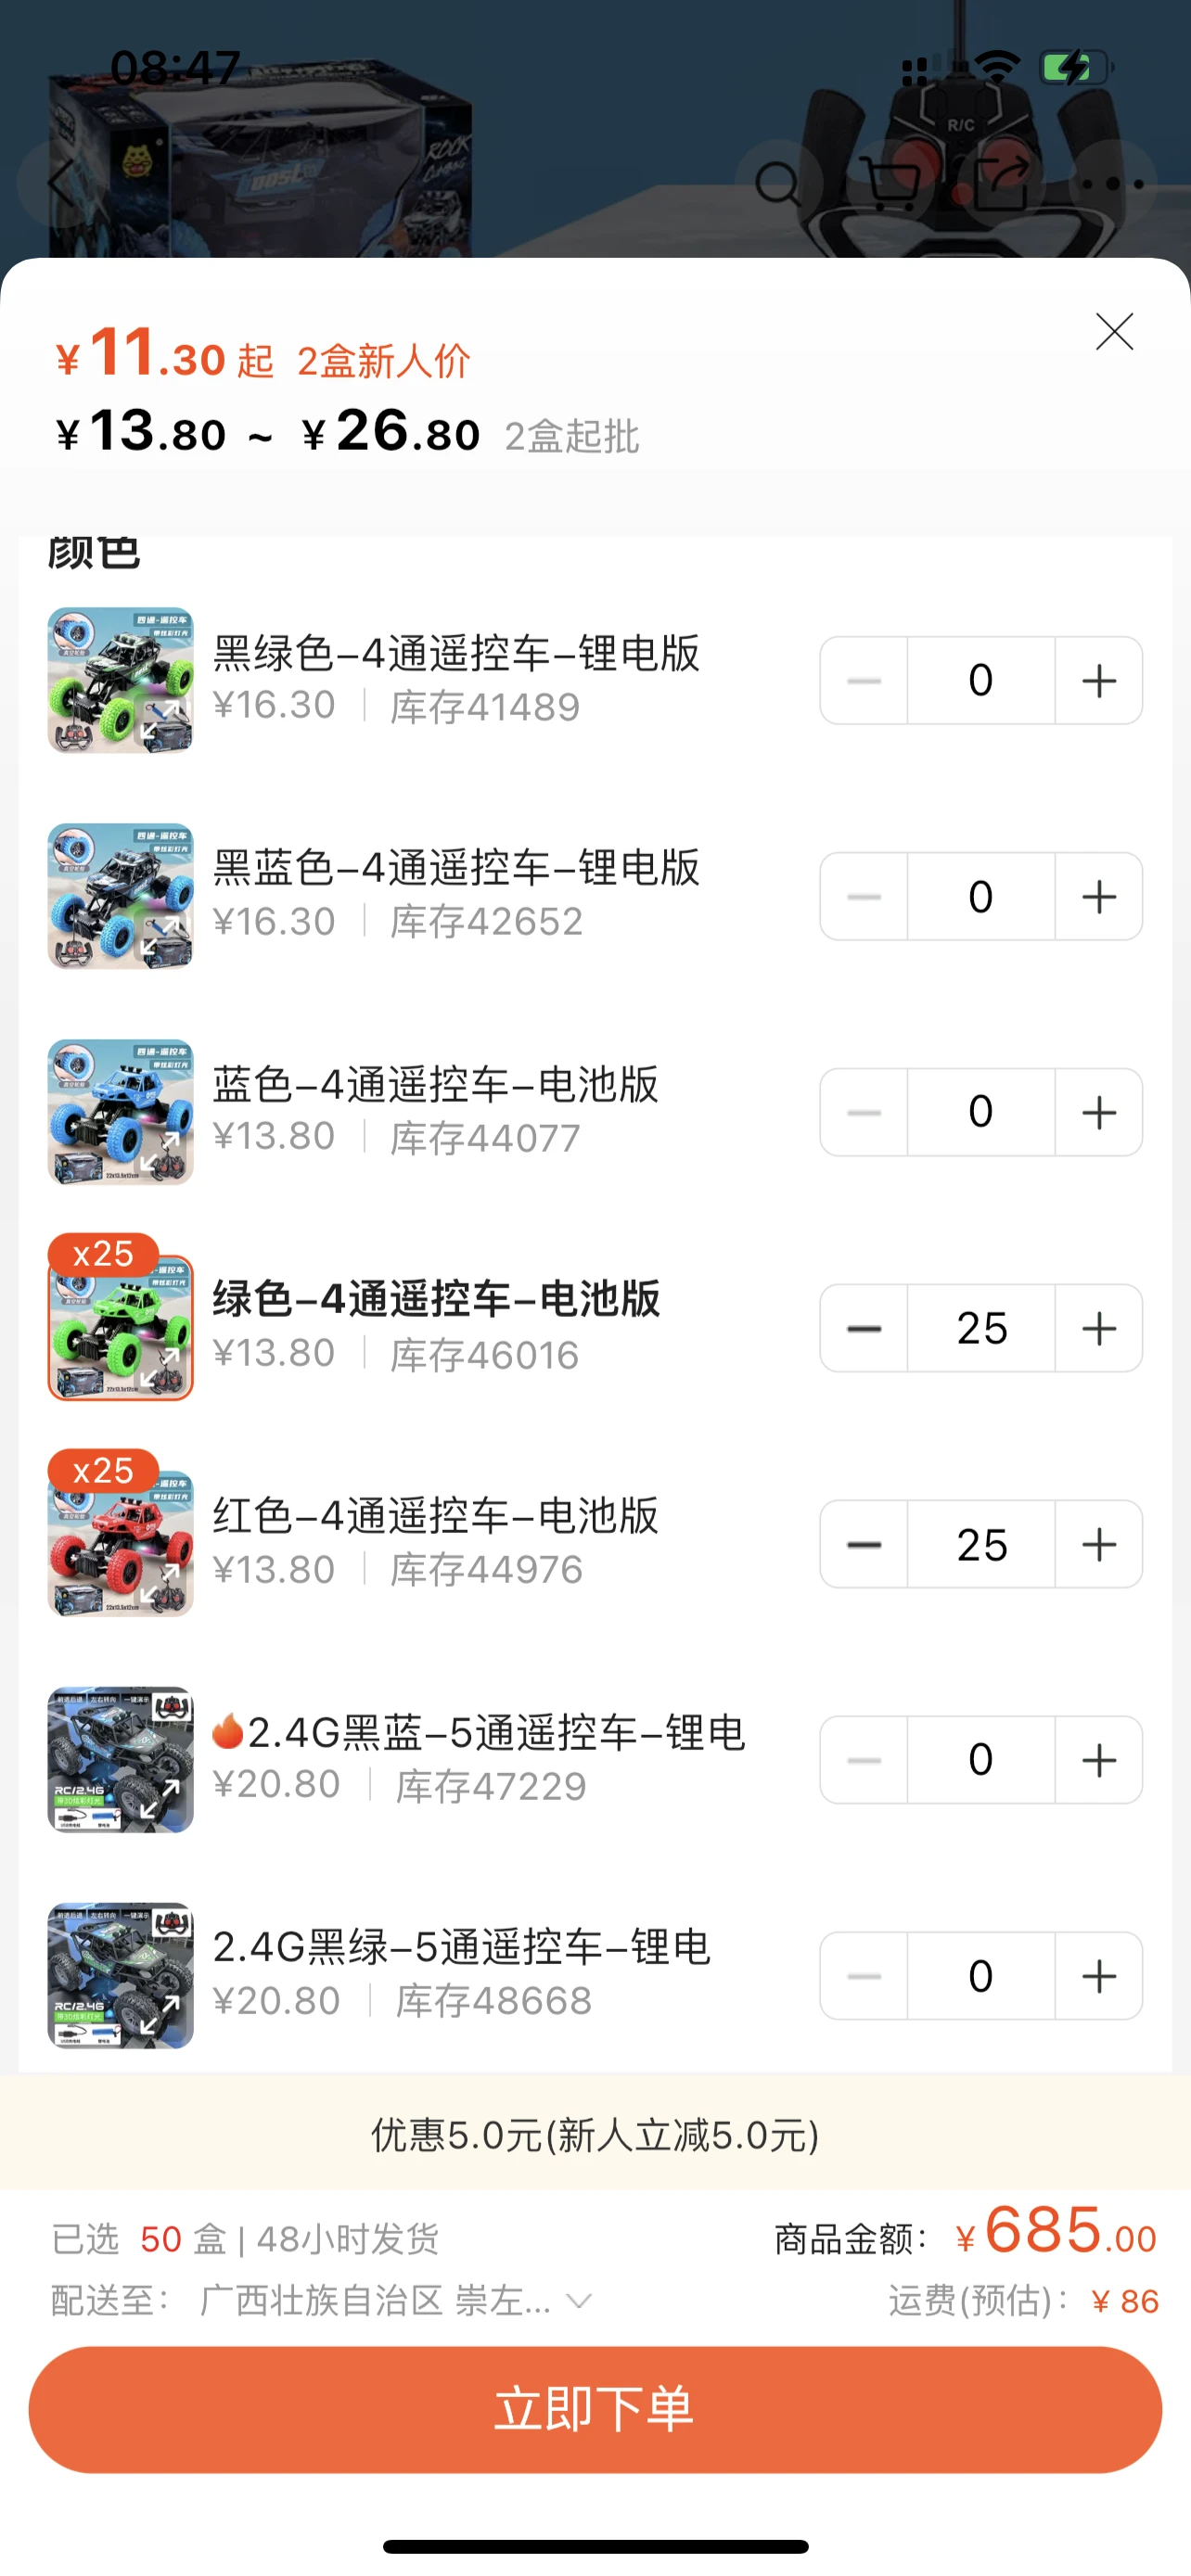 08:47
ROCK
R/C
¥11.30起 2盒新人价
¥13.80 ~ ¥26.80 2盒起批
颜色
黑绿色–4通遥控车–锂电版
¥16.30 | 库存41489
0
黑蓝色–4通遥控车–锂电版
¥16.30 | 库存42652
0
蓝色–4通遥控车–电池版
¥13.80 | 库存44077
0
x25
绿色–4通遥控车–电池版
¥13.80 | 库存46016
25
x25
红色–4通遥控车–电池版
¥13.80 | 库存44976
25
RC/2.4G
🔥2.4G黑蓝–5通遥控车–锂电
¥20.80 | 库存47229
0
RC/2.4G
2.4G黑绿–5通遥控车–锂电
¥20.80 | 库存48668
0
优惠5.0元(新人立减5.0元)
已选 50 盒 | 48小时发货 商品金额: ¥685.00
配送至: 广西壮族自治区 崇左... 运费(预估): ¥86
立即下单